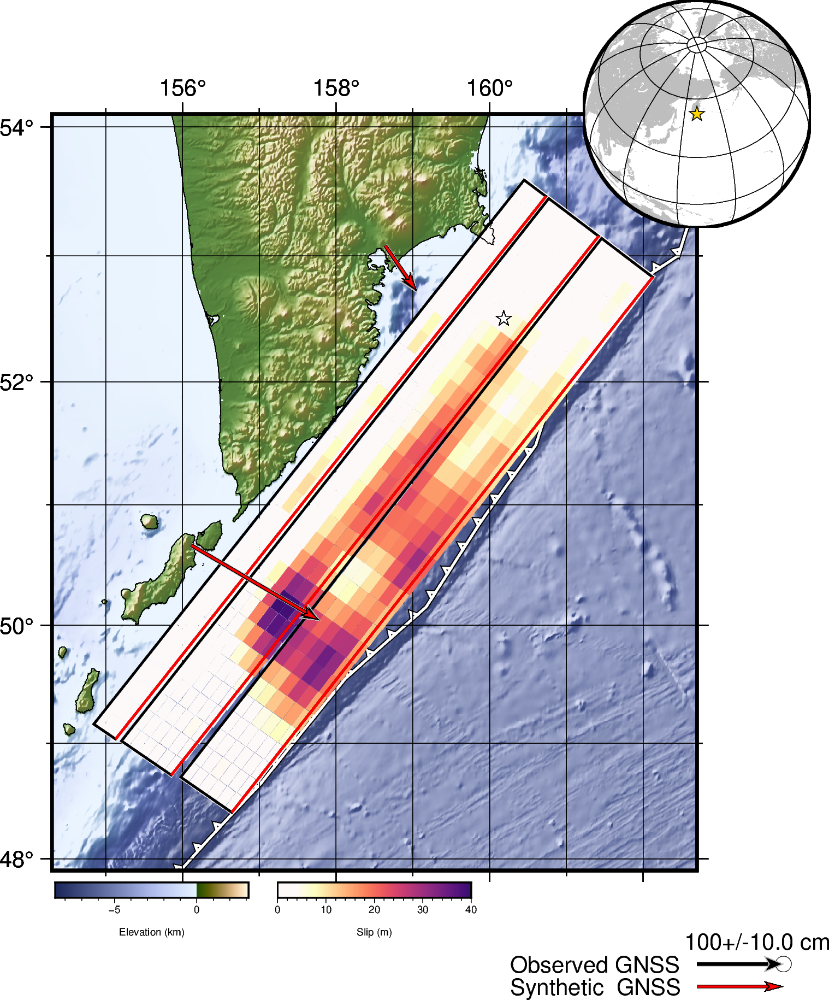 156° 158° 160°
54°
52°
50°
48°
−5 0
0 10 20 30 40
Elevation (km)
Slip (m)
100+/-10.0 cm
Observed GNSS
Synthetic GNSS